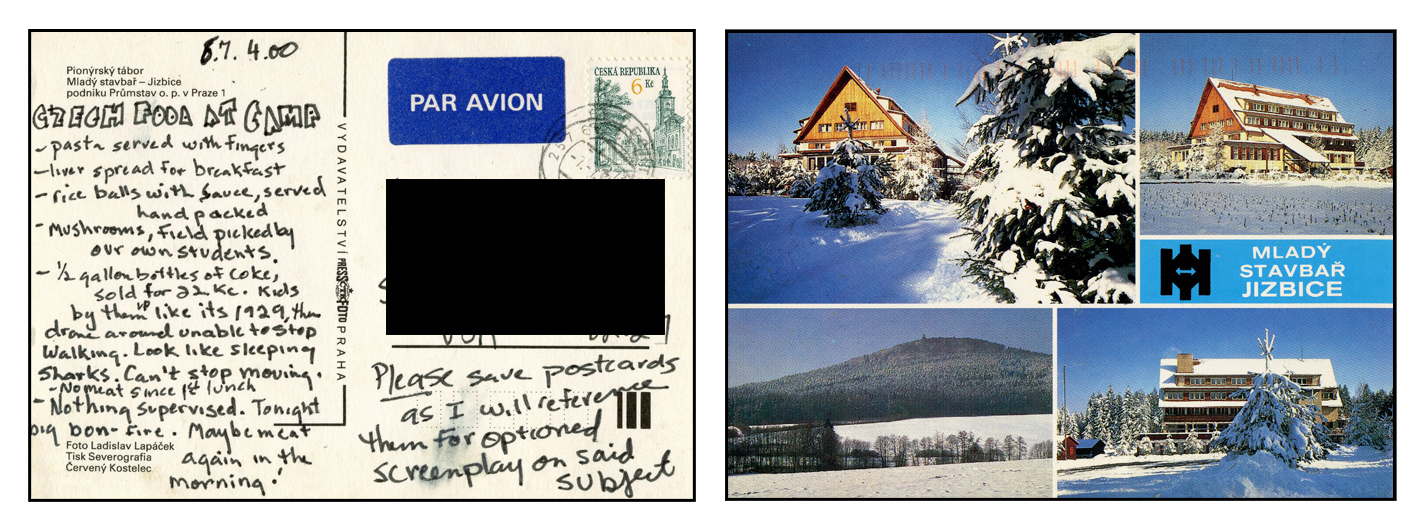 8.7. 4.00
Pionýrský tábor
Mladý stavbař – Jizbice
podniku Průmstav o. p. v Praze 1
CZECH FOOD AT CAMP
- pasta served with fingers
- liver spread for breakfast
- rice balls with sauce, served
hand packed
- Mushrooms, field picked by
our own students.
- 1/2 gallon bottles of Coke,
sold for 22 Kc. Kids
by them up like its 1929, then
drone around unable to stop
walking. Look like sleeping
sharks. Can't stop moving.
- No meat since 1st lunch
- Nothing supervised. Tonight
big bon-fire. Maybe meat
again in the
morning!
Foto Ladislav Lapáček
Tisk Severografia
Červený Kostelec
VYDAVATELSTVÍ PRESSFOTO PRAHA
PAR AVION
ČESKÁ REPUBLIKA
6 Kč
Please save postcards
as I will reference
them for optioned
screenplay on said
subject
MLADÝ
STAVBAŘ
JIZBICE